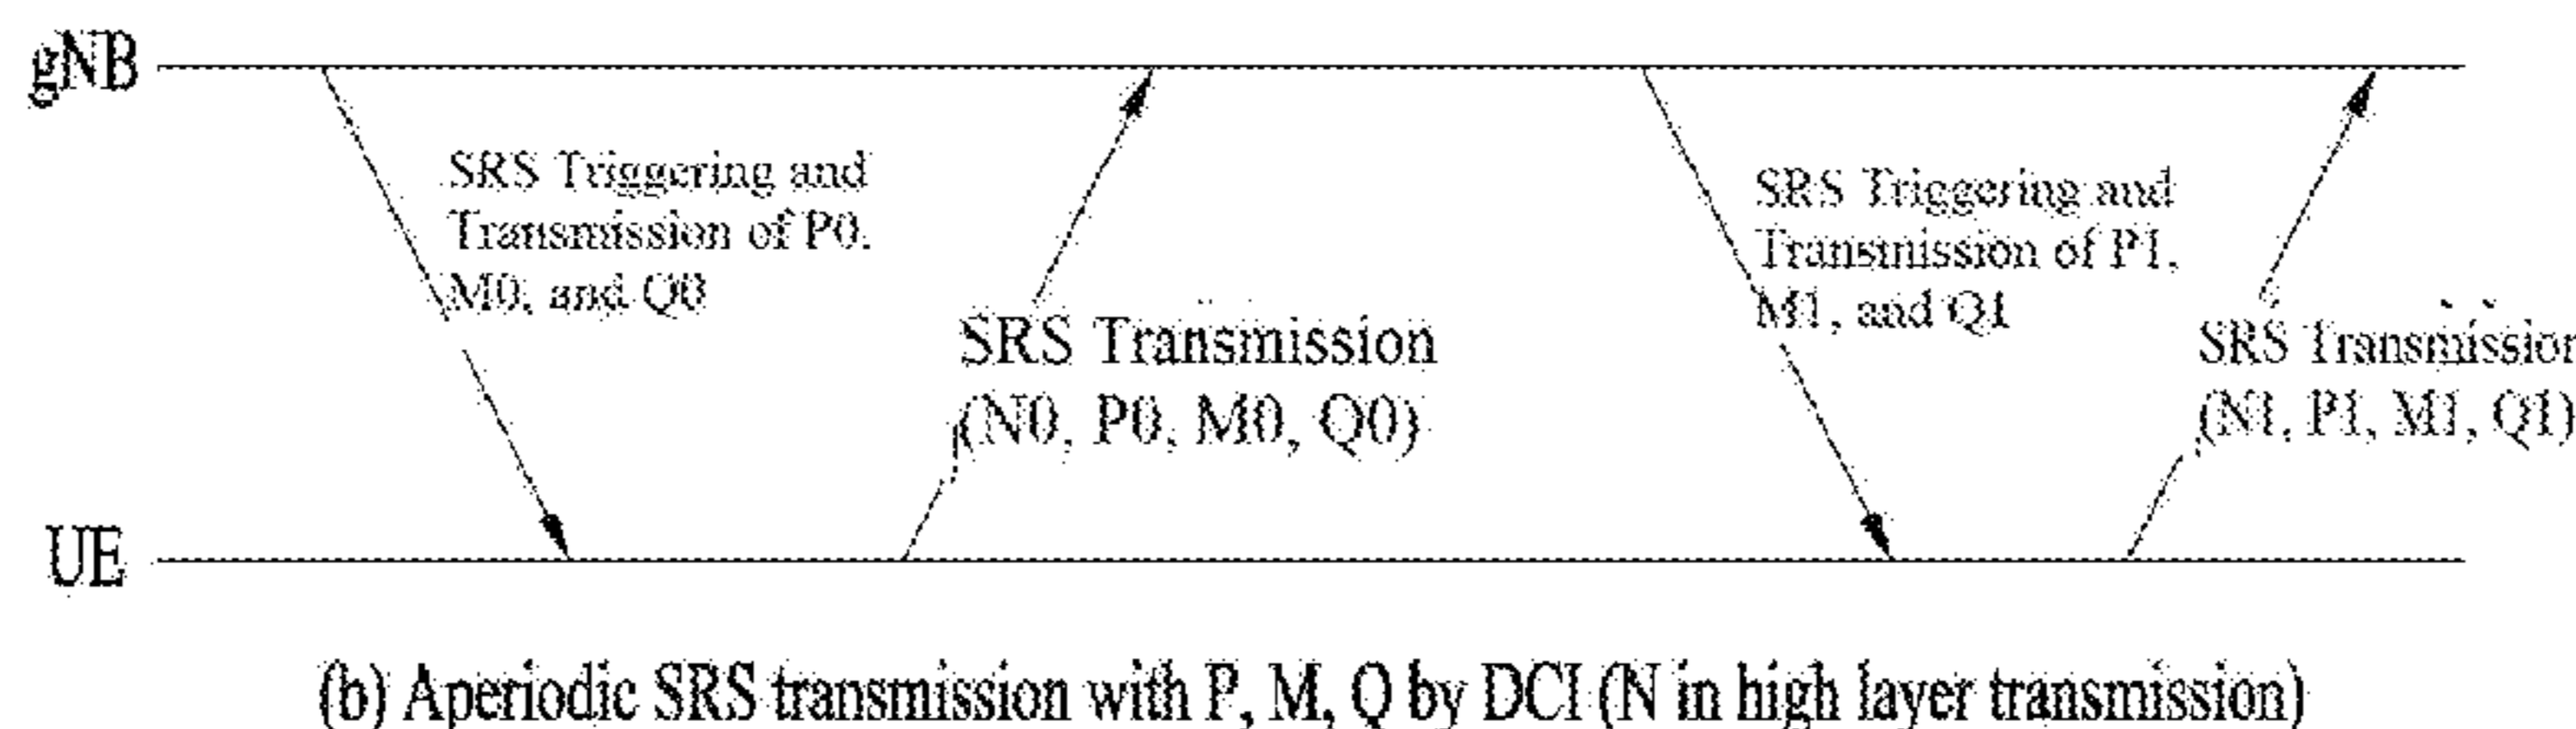 gNB
SRS Triggering and
Transmission of P0,
M0, and Q0
SRS Transmission
(N0, P0, M0, Q0)
SRS Triggering and
Transmission of P1,
M1, and Q1
SRS Transmission
(N1, P1, M1, Q1)
UE
(b) Aperiodic SRS transmission with P, M, Q by DCI (N in high layer transmission)